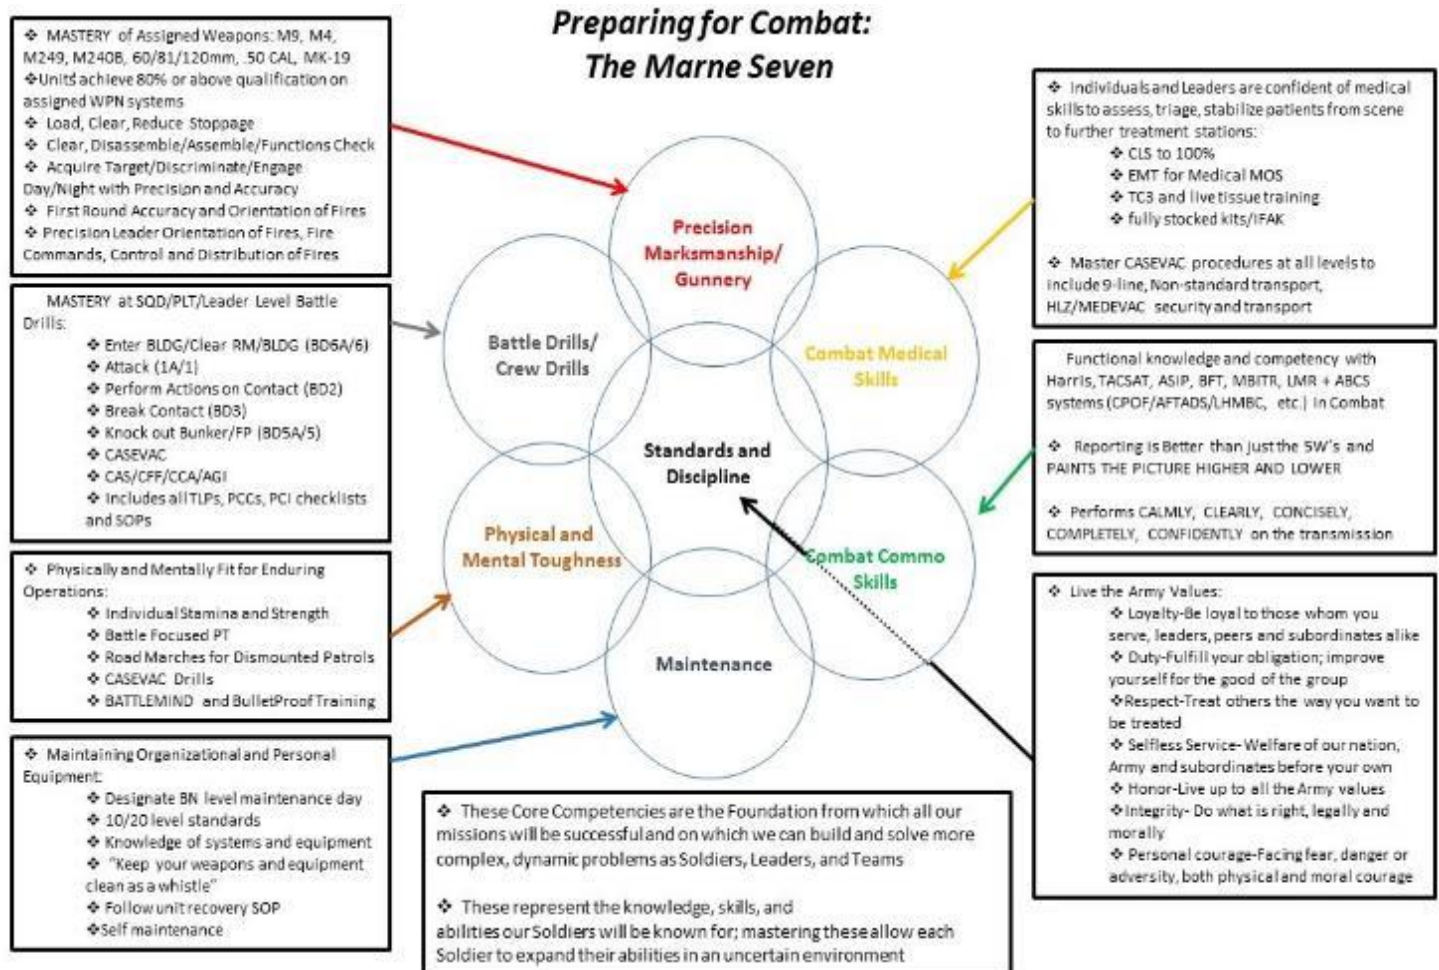 Preparing for Combat:
The Marne Seven
❖ MASTERY of Assigned Weapons: M9, M4,
M249, M240B, 60/81/120mm, .50 CAL, MK-19
❖Units achieve 80% or above qualification on
assigned WPN systems
❖ Load, Clear, Reduce Stoppage
❖ Clear, Disassemble/Assemble/Functions Check
❖ Acquire Target/Discriminate/Engage
Day/Night with Precision and Accuracy
❖ First Round Accuracy and Orientation of Fires
❖ Precision Leader Orientation of Fires, Fire
Commands, Control and Distribution of Fires
MASTERY at SQD/PLT/Leader Level Battle
Drills:
❖ Enter BLDG/Clear RM/BLDG (BD6A/6)
❖ Attack (1A/1)
❖ Perform Actions on Contact (BD2)
❖ Break Contact (BD3)
❖ Knock out Bunker/FP (BD5A/5)
❖ CASEVAC
❖ CAS/CFF/CCA/AGI
❖ Includes all TLPs, PCCs, PCI checklists
and SOPs
❖ Physically and Mentally Fit for Enduring
Operations:
❖ Individual Stamina and Strength
❖ Battle Focused PT
❖ Road Marches for Dismounted Patrols
❖ CASEVAC Drills
❖ BATTLEMIND and BulletProof Training
❖ Maintaining Organizational and Personal
Equipment:
❖ Designate BN level maintenance day
❖ 10/20 level standards
❖ Knowledge of systems and equipment
❖ "Keep your weapons and equipment
clean as a whistle"
❖ Follow unit recovery SOP
❖Self maintenance
Precision
Marksmanship/
Gunnery
Battle Drills/
Crew Drills
Combat Medical
Skills
Standards and
Discipline
Physical and
Mental Toughness
Combat Commo
Skills
Maintenance
❖ These Core Competencies are the Foundation from which all our
missions will be successful and on which we can build and solve more
complex, dynamic problems as Soldiers, Leaders, and Teams
❖ These represent the knowledge, skills, and
abilities our Soldiers will be known for; mastering these allow each
Soldier to expand their abilities in an uncertain environment
❖ Individuals and Leaders are confident of medical
skills to assess, triage, stabilize patients from scene
to further treatment stations:
❖ CLS to 100%
❖ EMT for Medical MOS
❖ TC3 and live tissue training
❖ fully stocked kits/IFAK
❖ Master CASEVAC procedures at all levels to
include 9-line, Non-standard transport,
HLZ/MEDEVAC security and transport
Functional knowledge and competency with
Harris, TACSAT, ASIP, BFT, MBITR, LMR + ABCS
systems (CPOF/AFTADS/LHMBC, etc.) in Combat
❖ Reporting is Better than just the 5W's and
PAINTS THE PICTURE HIGHER AND LOWER
❖ Performs CALMLY, CLEARLY, CONCISELY,
COMPLETELY, CONFIDENTLY on the transmission
❖ Live the Army Values:
❖ Loyalty-Be loyal to those whom you
serve, leaders, peers and subordinates alike
❖ Duty-Fulfill your obligation; improve
yourself for the good of the group
❖Respect-Treat others the way you want to
be treated
❖ Selfless Service- Welfare of our nation,
Army and subordinates before your own
❖ Honor-Live up to all the Army values
❖Integrity- Do what is right, legally and
morally
❖ Personal courage-Facing fear, danger or
adversity, both physical and moral courage